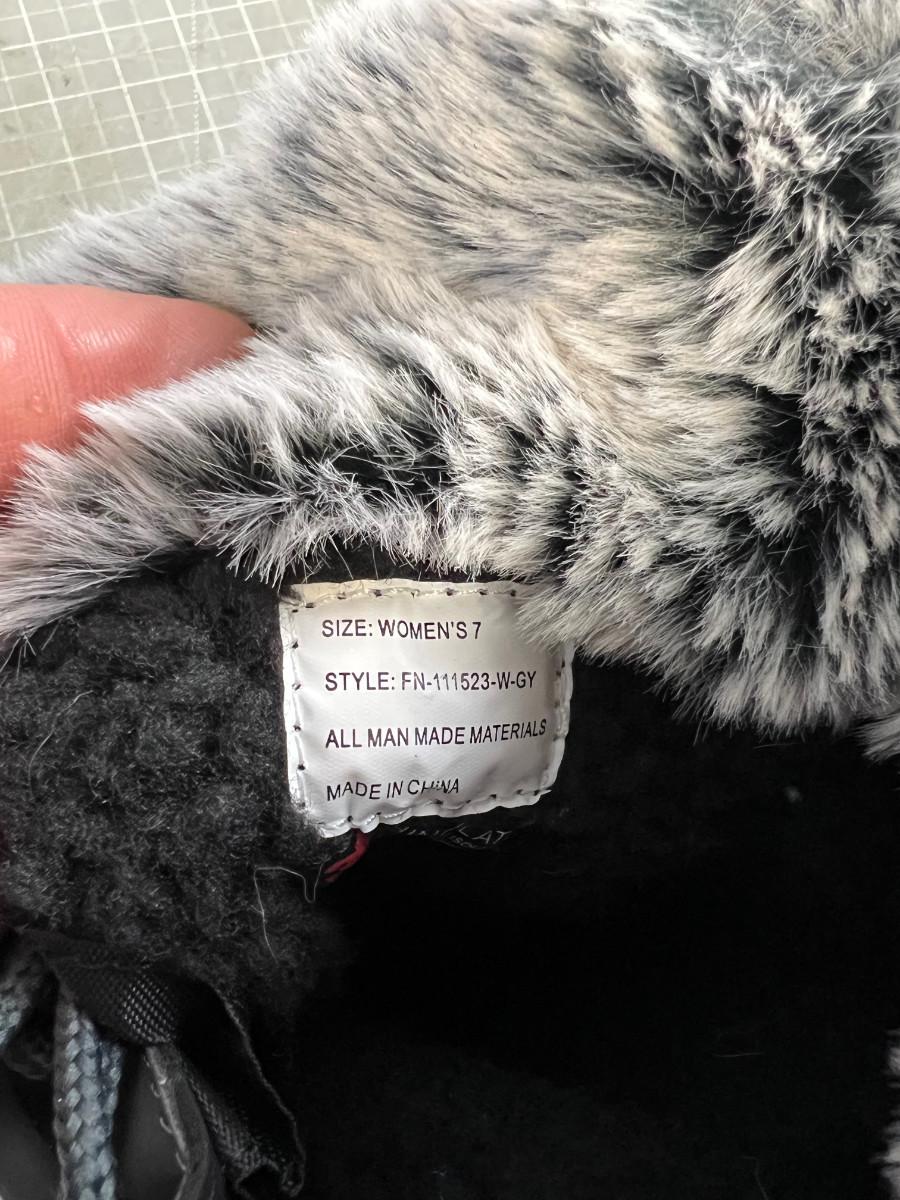 SIZE: WOMEN'S 7
STYLE: FN-111523-W-GY
ALL MAN MADE MATERIALS
MADE IN CHINA